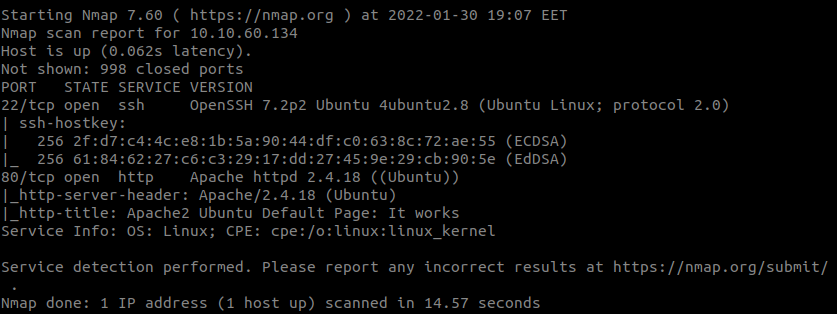 Starting Nmap 7.60 ( https://nmap.org ) at 2022-01-30 19:07 EET
Nmap scan report for 10.10.60.134
Host is up (0.062s latency).
Not shown: 998 closed ports
PORT   STATE SERVICE VERSION
22/tcp open  ssh     OpenSSH 7.2p2 Ubuntu 4ubuntu2.8 (Ubuntu Linux; protocol 2.0)
| ssh-hostkey:
|   256 2f:d7:c4:4c:e8:1b:5a:90:44:df:c0:63:8c:72:ae:55 (ECDSA)
|_  256 61:84:62:27:c6:c3:29:17:dd:27:45:9e:29:cb:90:5e (EdDSA)
80/tcp open  http    Apache httpd 2.4.18 ((Ubuntu))
|_http-server-header: Apache/2.4.18 (Ubuntu)
|_http-title: Apache2 Ubuntu Default Page: It works
Service Info: OS: Linux; CPE: cpe:/o:linux:linux_kernel

Service detection performed. Please report any incorrect results at https://nmap.org/submit/
 .
Nmap done: 1 IP address (1 host up) scanned in 14.57 seconds